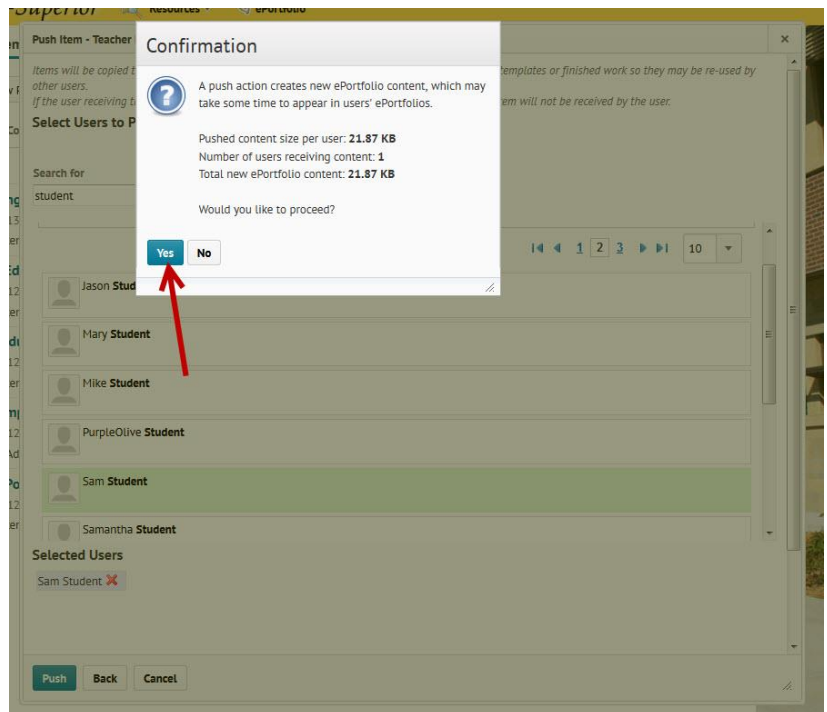 Superior Resources ePortfolio
Push Item - Teacher
Confirmation
×
Items will be copied t
templates or finished work so they may be re-used by
other users.
if the user receiving t
em will not be received by the user.
A push action creates new ePortfolio content, which may
take some time to appear in users' ePortfolios.
Select Users to P
Pushed content size per user: 21.87 KB
Number of users receiving content: 1
Total new ePortfolio content: 21.87 KB
Search for
student
Would you like to proceed?
Yes No
1 2 3 10
Jason Stud
Mary Student
Mike Student
PurpleOlive Student
Sam Student
Samantha Student
Selected Users
Sam Student
Push Back Cancel